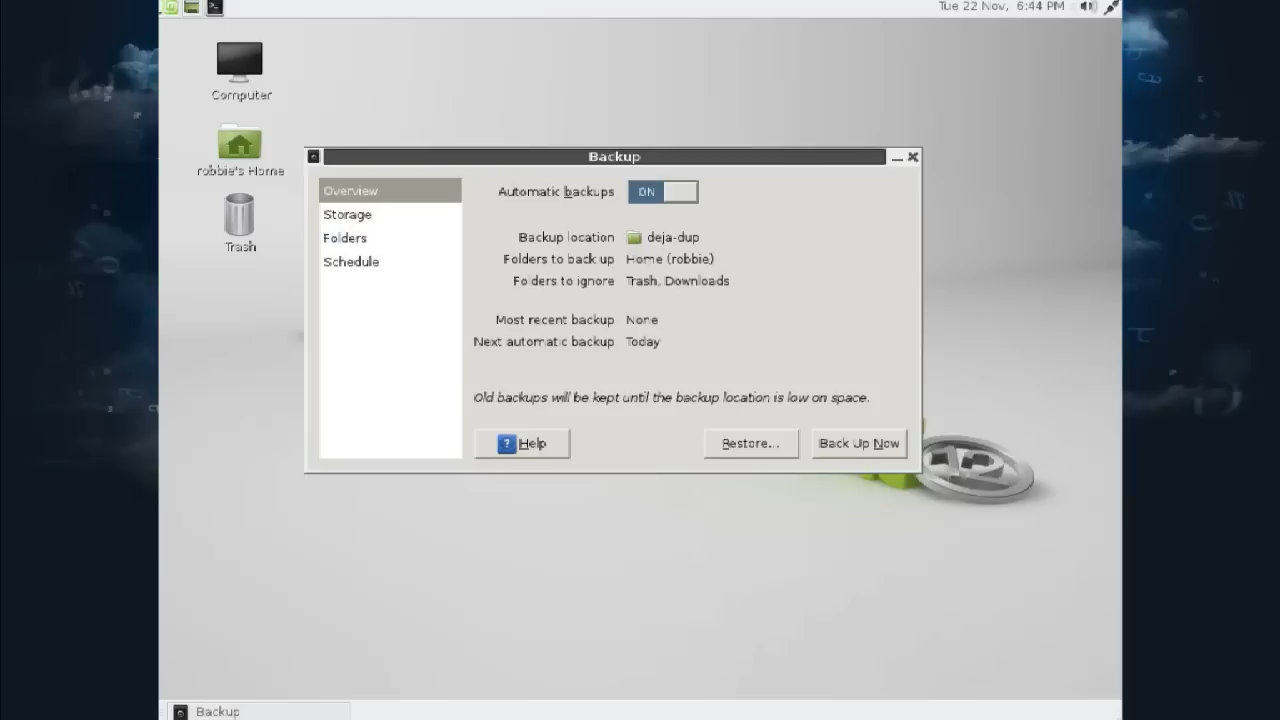 Tue 22 Nov, 6:44 PM
Computer
robbie's Home
Trash
Backup
Overview
Storage
Folders
Schedule
Automatic backups ON
Backup location deja-dup
Folders to back up Home (robbie)
Folders to ignore Trash, Downloads
Most recent backup None
Next automatic backup Today
Old backups will be kept until the backup location is low on space.
? Help
Restore...
Back Up Now
12
Backup